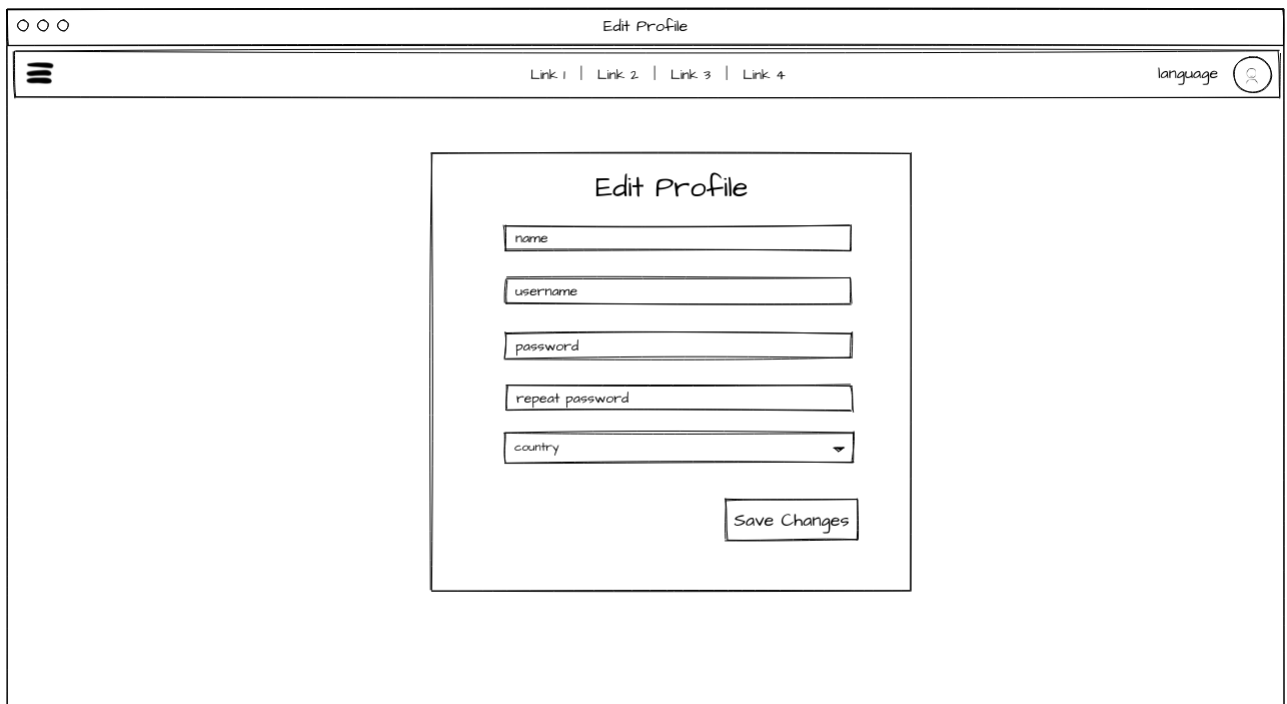 Edit Profile
Link 1 | Link 2 | Link 3 | Link 4 language
Edit Profile
name
username
password
repeat password
country
Save Changes